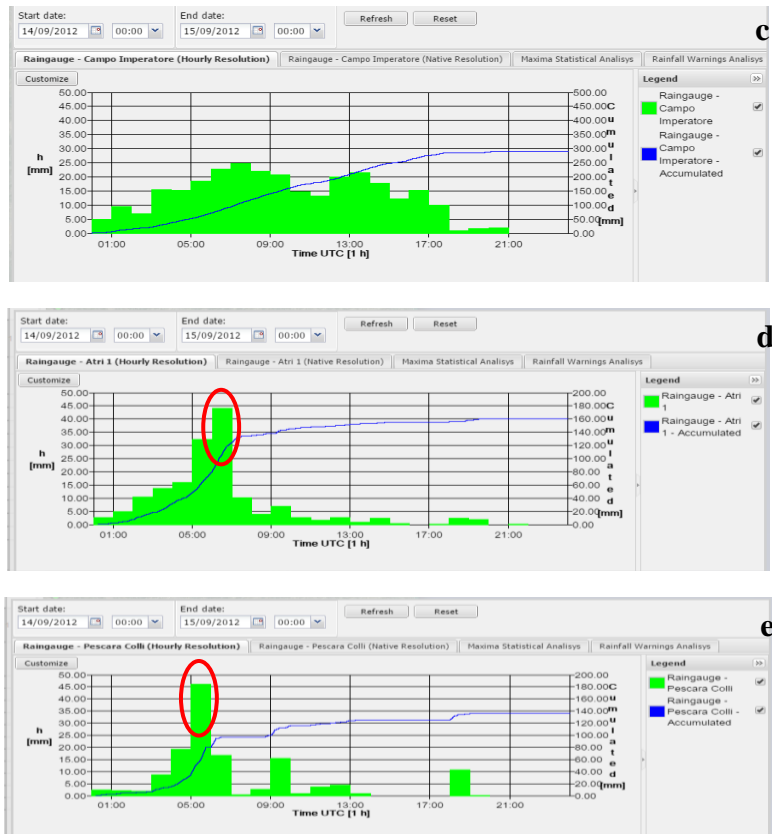 Start date: End date:
14/09/2012 00:00 15/09/2012 00:00 Refresh Reset
c
Raingauge - Campo Imperatore (Hourly Resolution) Raingauge - Campo Imperatore (Native Resolution) Maxima Statistical Analisys Rainfall Warnings Analisys
Customize
Legend
Raingauge - Campo Imperatore
Raingauge - Campo Imperatore - Accumulated
h [mm]
50.00
45.00
40.00
35.00
30.00
25.00
20.00
15.00
10.00
5.00
0.00
500.00
450.00
400.00
350.00
300.00
250.00
200.00
150.00
100.00
50.00
0.00
Cumulated [mm]
01:00 05:00 09:00 13:00 17:00 21:00
Time UTC [1 h]
Start date: End date:
14/09/2012 00:00 15/09/2012 00:00 Refresh Reset
d
Raingauge - Atri 1 (Hourly Resolution) Raingauge - Atri 1 (Native Resolution) Maxima Statistical Analisys Rainfall Warnings Analisys
Customize
Legend
Raingauge - Atri 1
Raingauge - Atri 1 - Accumulated
h [mm]
50.00
45.00
40.00
35.00
30.00
25.00
20.00
15.00
10.00
5.00
0.00
200.00
180.00
160.00
140.00
120.00
100.00
80.00
60.00
40.00
20.00
0.00
Cumulated [mm]
01:00 05:00 09:00 13:00 17:00 21:00
Time UTC [1 h]
Start date: End date:
14/09/2012 00:00 15/09/2012 00:00 Refresh Reset
e
Raingauge - Pescara Colli (Hourly Resolution) Raingauge - Pescara Colli (Native Resolution) Maxima Statistical Analisys Rainfall Warnings Analisys
Customize
Legend
Raingauge - Pescara Colli
Raingauge - Pescara Colli - Accumulated
h [mm]
50.00
45.00
40.00
35.00
30.00
25.00
20.00
15.00
10.00
5.00
0.00
200.00
180.00
160.00
140.00
120.00
100.00
80.00
60.00
40.00
20.00
0.00
Cumulated [mm]
01:00 05:00 09:00 13:00 17:00 21:00
Time UTC [1 h]